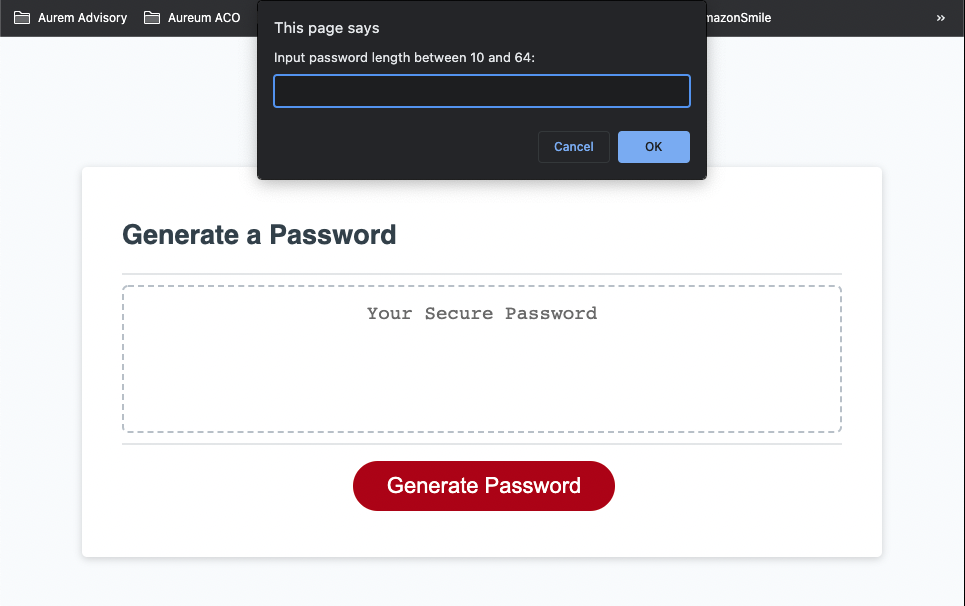 Aurem Advisory
Aureum ACO
mazonSmile
»
This page says
Input password length between 10 and 64:
Cancel
OK
Generate a Password
Your Secure Password
Generate Password